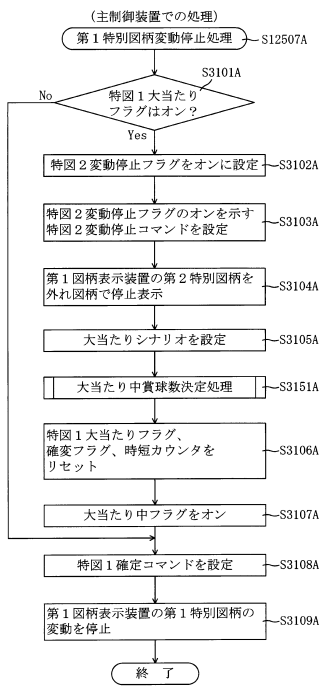 （主制御装置での処理）
第１特別図柄変動停止処理
S12507A
S3101A
特図１大当たり
フラグはオン？
No
Yes
特図２変動停止フラグをオンに設定
S3102A
特図２変動停止フラグのオンを示す
特図２変動停止コマンドを設定
S3103A
第１図柄表示装置の第２特別図柄を
外れ図柄で停止表示
S3104A
大当たりシナリオを設定
S3105A
大当たり中賞球数決定処理
S3151A
特図１大当たりフラグ、
確変フラグ、時短カウンタを
リセット
S3106A
大当たり中フラグをオン
S3107A
特図１確定コマンドを設定
S3108A
第１図柄表示装置の第１特別図柄の
変動を停止
S3109A
終　了